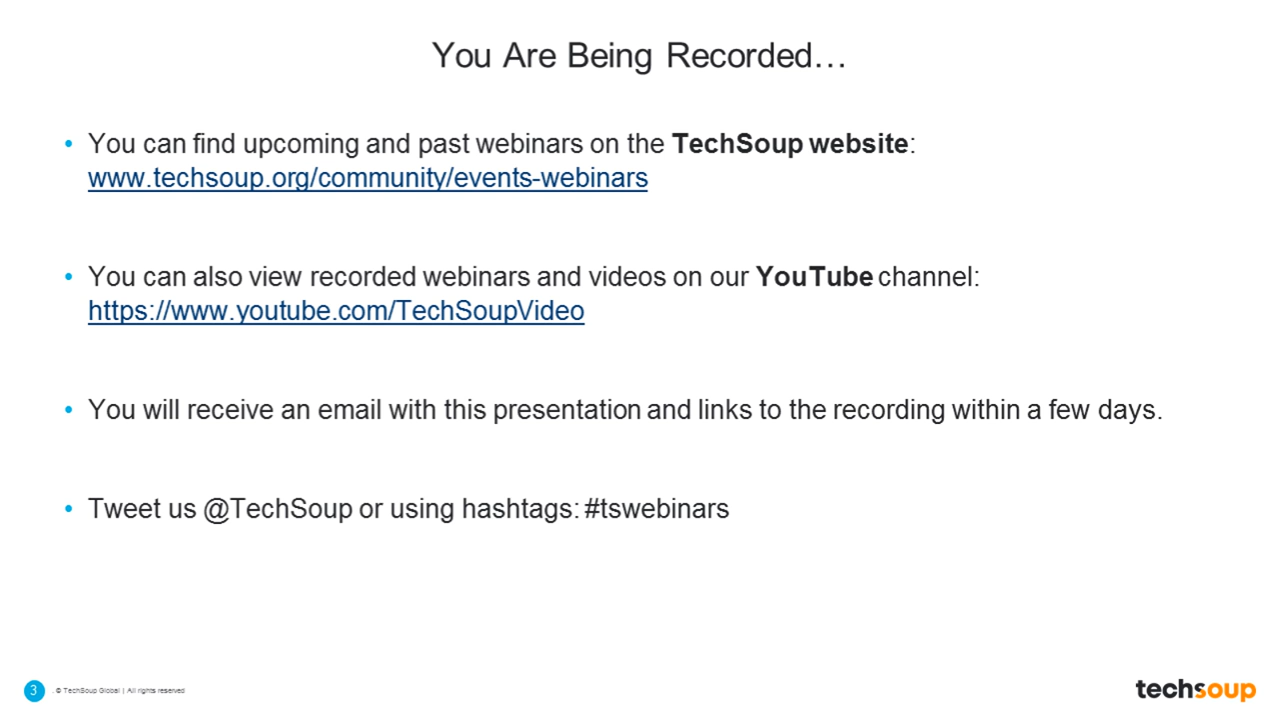 You Are Being Recorded…
• You can find upcoming and past webinars on the TechSoup website:
www.techsoup.org/community/events-webinars
• You can also view recorded webinars and videos on our YouTube channel:
https://www.youtube.com/TechSoupVideo
• You will receive an email with this presentation and links to the recording within a few days.
• Tweet us @TechSoup or using hashtags: #tswebinars
3 . © TechSoup Global | All rights reserved
techsoup